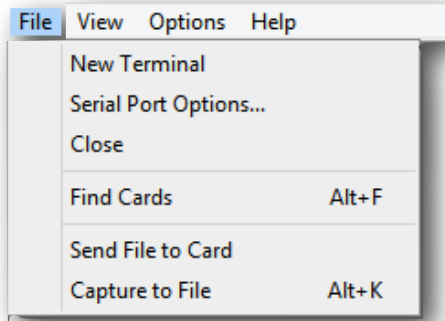 File View Options Help
New Terminal
Serial Port Options...
Close
Find Cards Alt+F
Send File to Card
Capture to File Alt+K